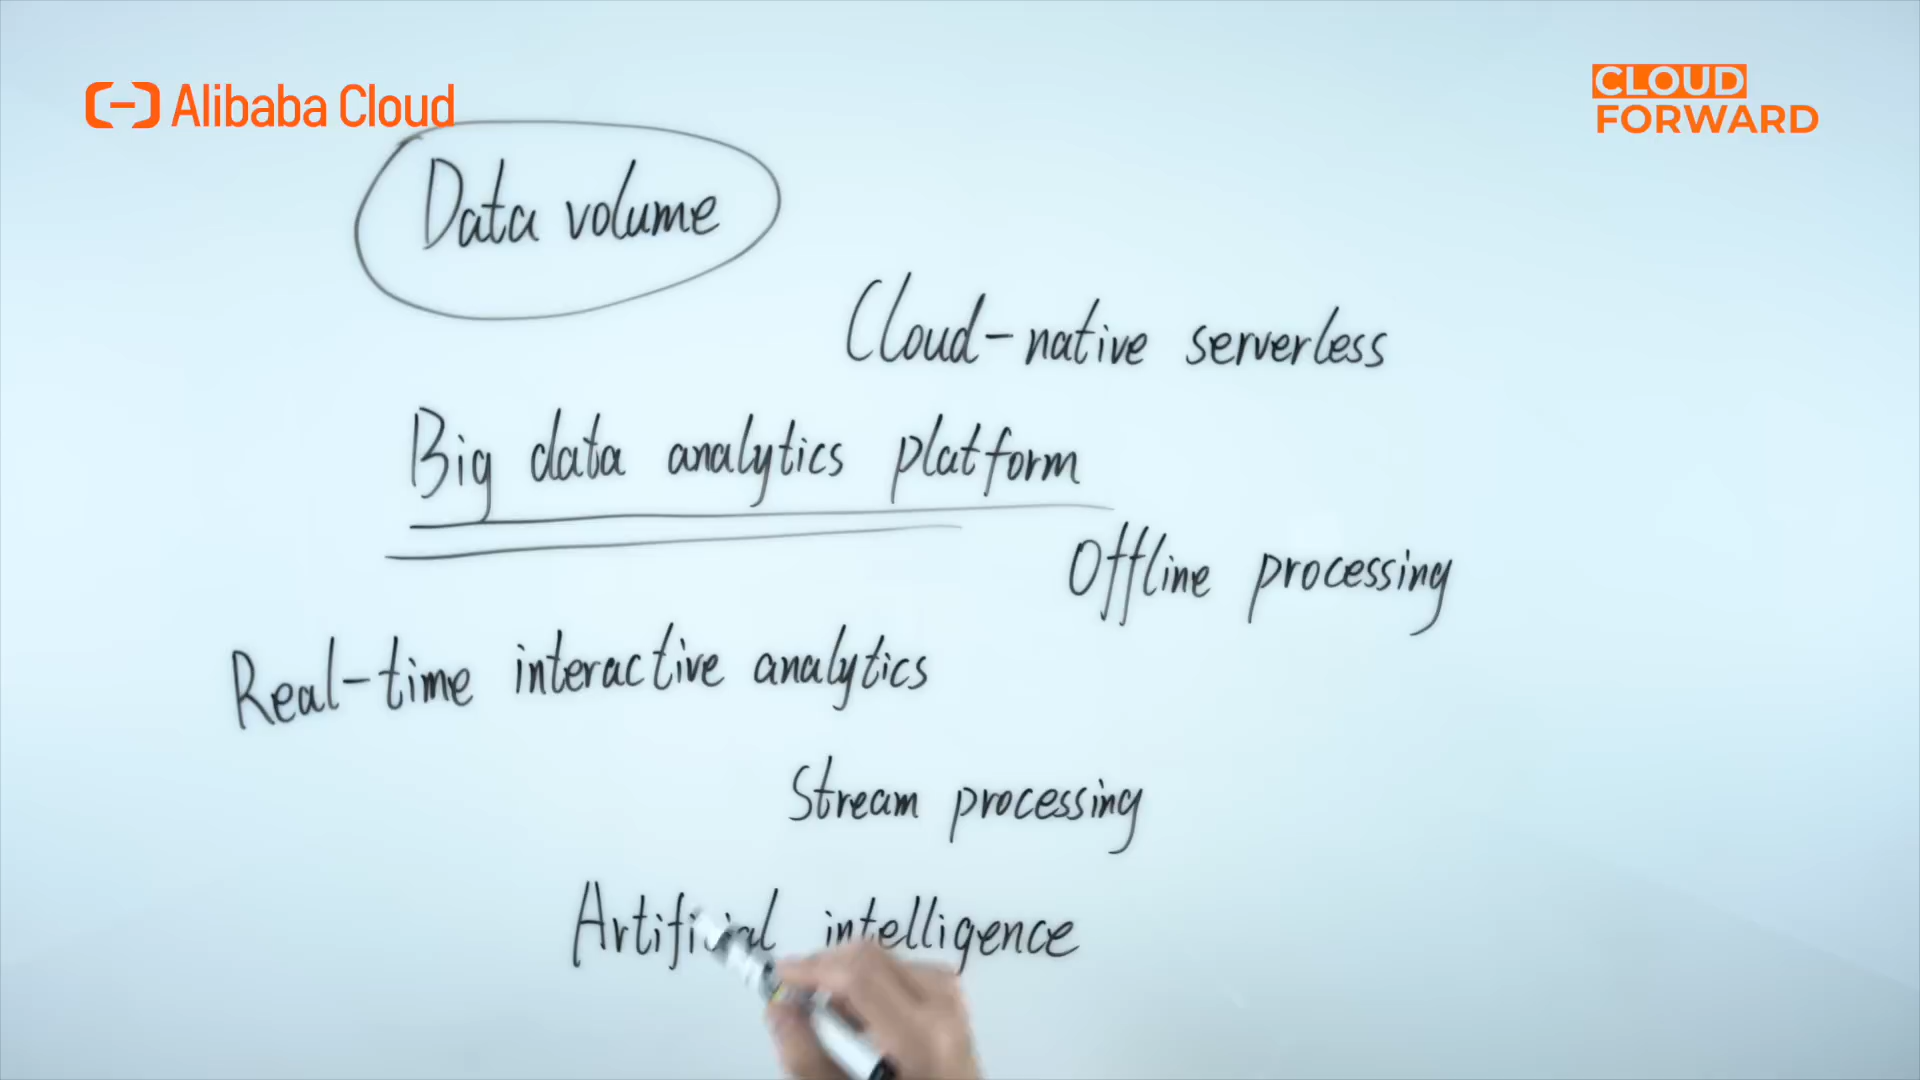 Alibaba Cloud
CLOUD
FORWARD
Data volume
Cloud-native serverless
Big data analytics platform
Offline processing
Real-time interactive analytics
Stream processing
Artificial intelligence